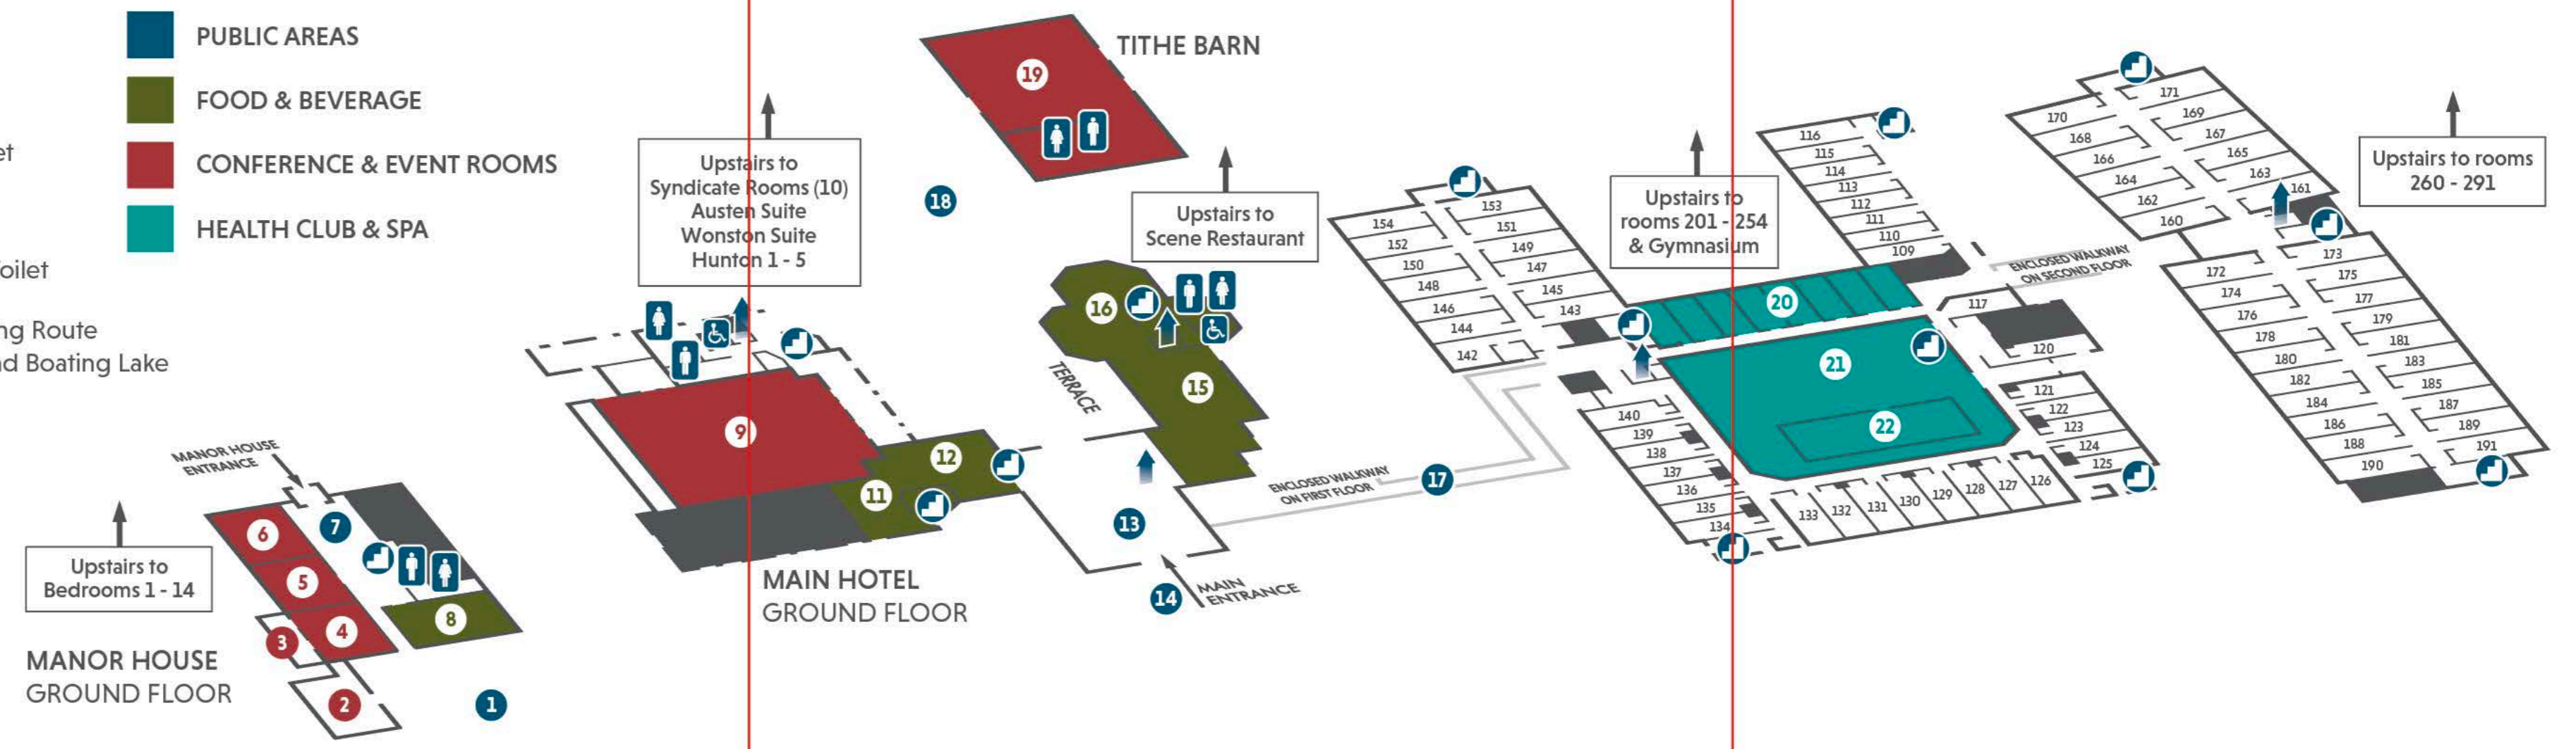 PUBLIC AREAS
FOOD & BEVERAGE
CONFERENCE & EVENT ROOMS
HEALTH CLUB & SPA
et
oilet
ng Route
nd Boating Lake
MANOR HOUSE
ENTRANCE
Upstairs to
Bedrooms 1 - 14
6
5
4
3
2
7
8
1
MANOR HOUSE
GROUND FLOOR
Upstairs to
Syndicate Rooms (10)
Austen Suite
Wonston Suite
Hunton 1 - 5
9
11
12
MAIN HOTEL
GROUND FLOOR
TITHE BARN
19
18
Upstairs to
Scene Restaurant
16
15
TERRACE
13
14
MAIN
ENTRANCE
ENCLOSED WALKWAY
ON FIRST FLOOR
17
154
152
150
148
146
144
142
153
151
149
147
145
143
Upstairs to
rooms 201 - 254
& Gymnasium
116
115
114
113
112
111
110
109
20
21
22
ENCLOSED WALKWAY
ON SECOND FLOOR
117
120
121
122
123
124
125
140
139
138
137
136
135
134
133
132
131
130
129
128
127
126
170
168
166
164
162
160
171
169
167
165
163
161
Upstairs to rooms
260 - 291
172
174
176
178
180
182
184
186
188
190
173
175
177
179
181
183
185
187
189
191